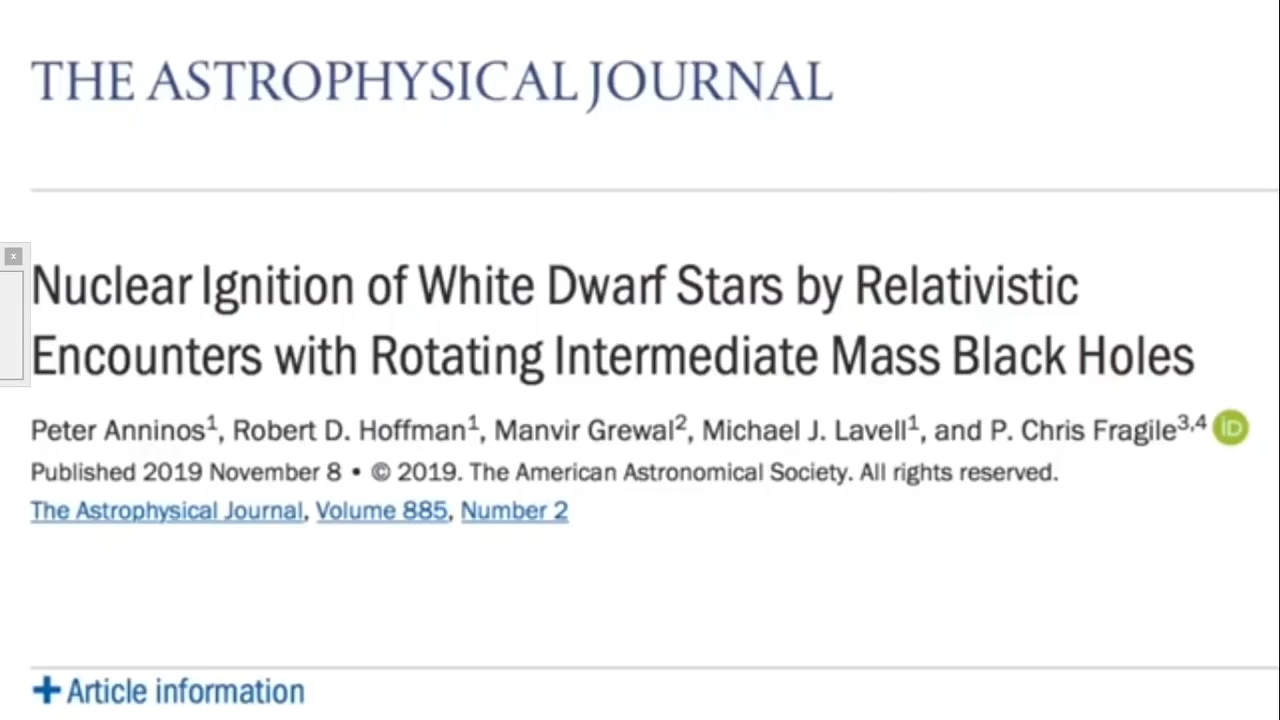 THE ASTROPHYSICAL JOURNAL
x
Nuclear Ignition of White Dwarf Stars by Relativistic
Encounters with Rotating Intermediate Mass Black Holes
Peter Anninos1, Robert D. Hoffman1, Manvir Grewal2, Michael J. Lavell1, and P. Chris Fragile3,4 iD
Published 2019 November 8 • © 2019. The American Astronomical Society. All rights reserved.
The Astrophysical Journal, Volume 885, Number 2
+ Article information